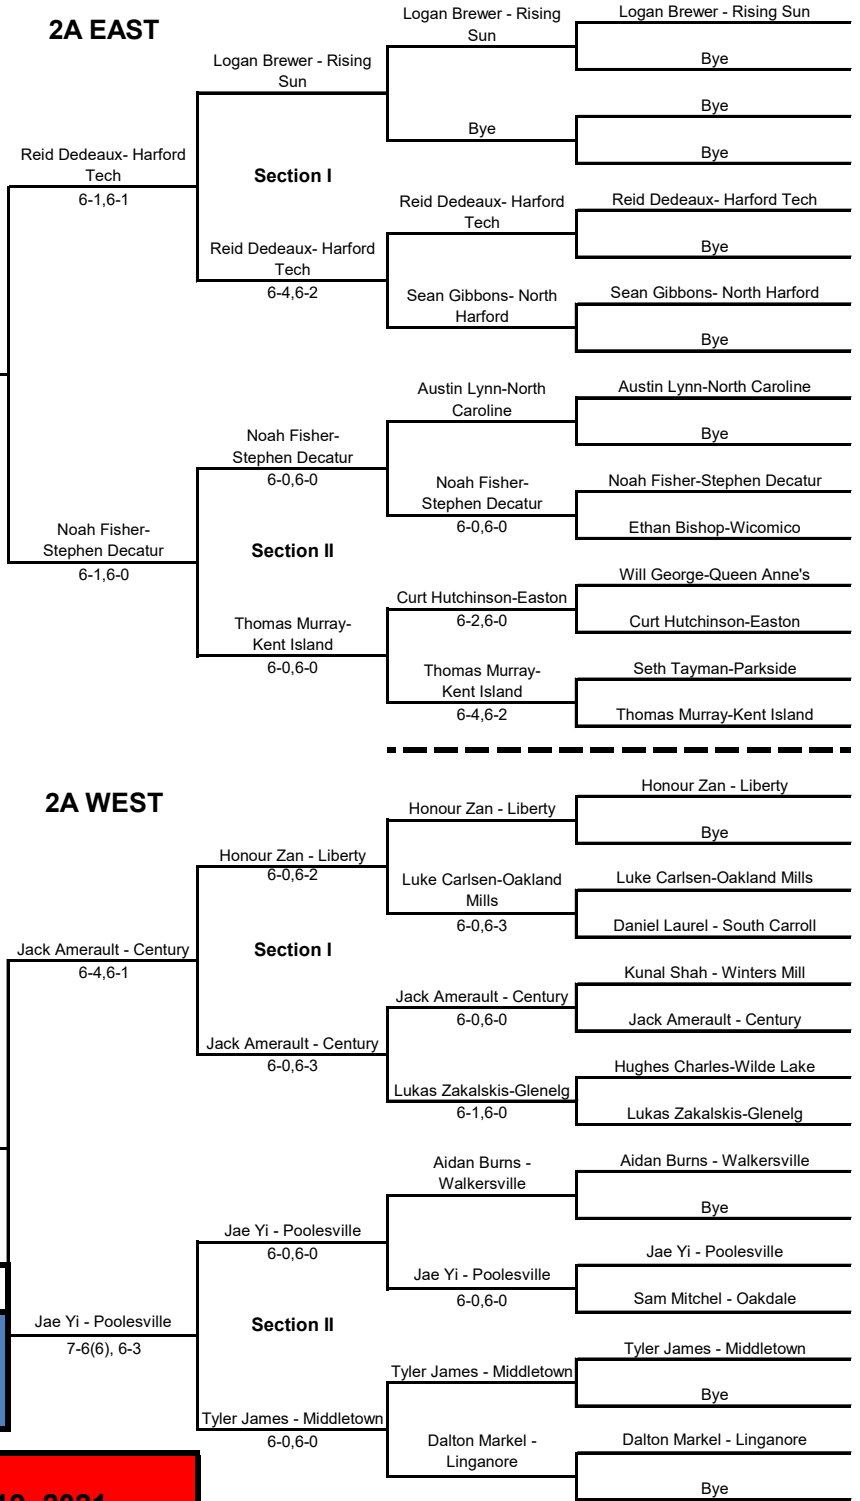 2A EAST
Logan Brewer - Rising
Sun
Logan Brewer - Rising Sun
Bye
Logan Brewer - Rising
Sun
Bye
Bye
Bye
Reid Dedeaux- Harford
Tech
6-1,6-1
Section I
Reid Dedeaux- Harford
Tech
Reid Dedeaux- Harford Tech
Bye
Reid Dedeaux- Harford
Tech
6-4,6-2
Sean Gibbons- North
Harford
Sean Gibbons- North Harford
Bye
Austin Lynn-North
Caroline
Austin Lynn-North Caroline
Bye
Noah Fisher-
Stephen Decatur
6-0,6-0
Noah Fisher-
Stephen Decatur
6-0,6-0
Noah Fisher-Stephen Decatur
Ethan Bishop-Wicomico
Noah Fisher-
Stephen Decatur
6-1,6-0
Section II
Will George-Queen Anne's
Curt Hutchinson-Easton
6-2,6-0
Curt Hutchinson-Easton
Thomas Murray-
Kent Island
6-0,6-0
Thomas Murray-
Kent Island
6-4,6-2
Seth Tayman-Parkside
Thomas Murray-Kent Island
2A WEST
Honour Zan - Liberty
Honour Zan - Liberty
Bye
Honour Zan - Liberty
6-0,6-2
Luke Carlsen-Oakland
Mills
6-0,6-3
Luke Carlsen-Oakland Mills
Daniel Laurel - South Carroll
Jack Amerault - Century
6-4,6-1
Section I
Kunal Shah - Winters Mill
Jack Amerault - Century
6-0,6-0
Jack Amerault - Century
Jack Amerault - Century
6-0,6-3
Hughes Charles-Wilde Lake
Lukas Zakalskis-Glenelg
6-1,6-0
Lukas Zakalskis-Glenelg
Aidan Burns -
Walkersville
Aidan Burns - Walkersville
Bye
Jae Yi - Poolesville
6-0,6-0
Jae Yi - Poolesville
Jae Yi - Poolesville
6-0,6-0
Sam Mitchel - Oakdale
Jae Yi - Poolesville
7-6(6), 6-3
Section II
Tyler James - Middletown
Tyler James - Middletown
Bye
Tyler James - Middletown
6-0,6-0
Dalton Markel -
Linganore
Dalton Markel - Linganore
Bye